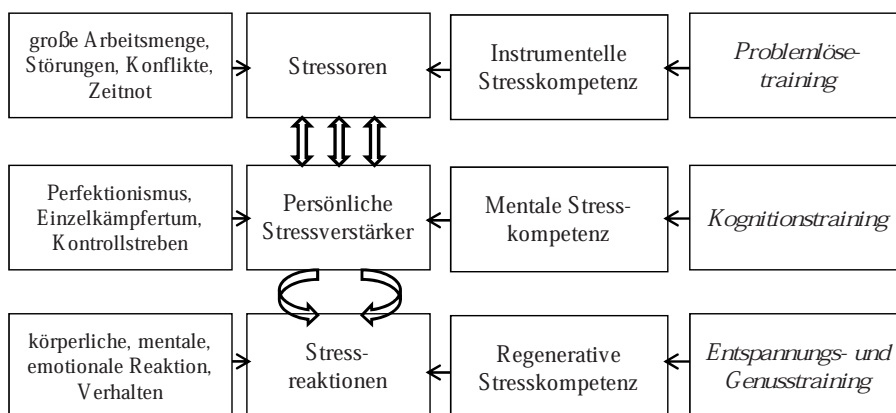 große Arbeitsmenge,
Störungen, Konflikte,
Zeitnot
Stressoren
Instrumentelle
Stresskompetenz
Problemlöse-
training
Perfektionismus,
Einzelkämpfertum,
Kontrollstreben
Persönliche
Stressverstärker
Mentale Stress-
kompetenz
Kognitionstraining
körperliche, mentale,
emotionale Reaktion,
Verhalten
Stress-
reaktionen
Regenerative
Stresskompetenz
Entspannungs- und
Genusstraining